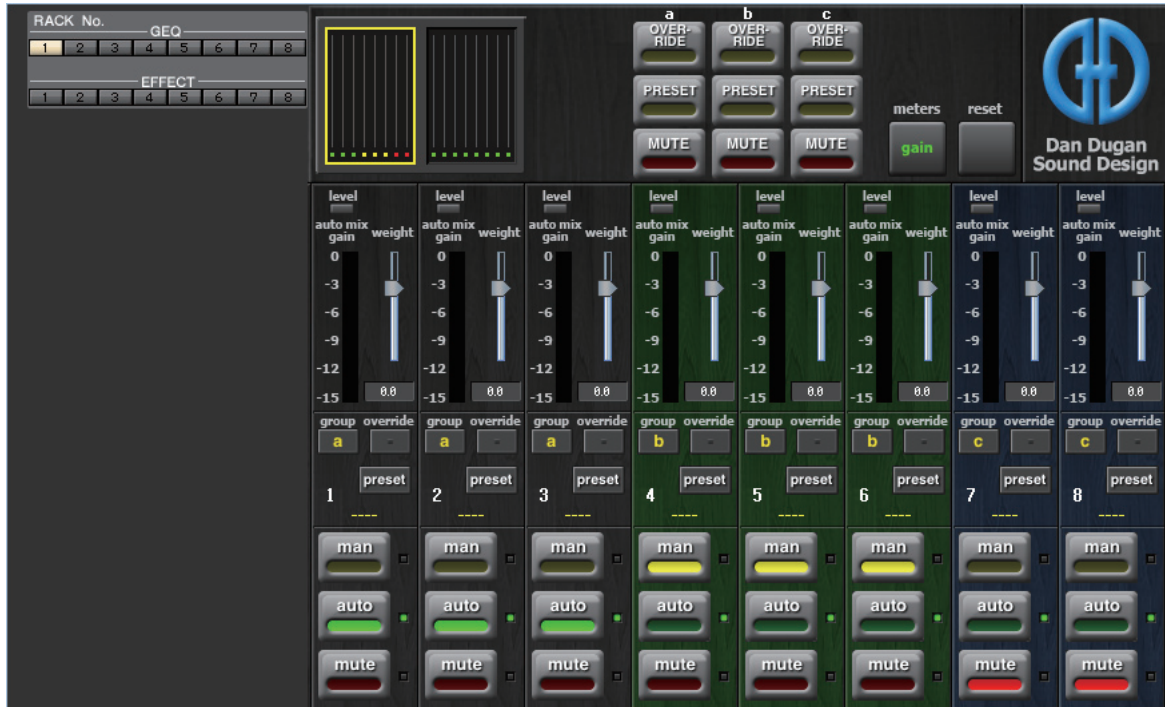 RACK No.
GEQ
1 2 3 4 5 6 7 8
EFFECT
1 2 3 4 5 6 7 8
a b c
OVER-RIDE OVER-RIDE OVER-RIDE
PRESET PRESET PRESET
MUTE MUTE MUTE
meters reset
gain
Dan Dugan
Sound Design
level level level level level level level level
auto mix gain weight auto mix gain weight auto mix gain weight auto mix gain weight auto mix gain weight auto mix gain weight auto mix gain weight auto mix gain weight
0 0 0 0 0 0 0 0
-3 -3 -3 -3 -3 -3 -3 -3
-6 -6 -6 -6 -6 -6 -6 -6
-9 -9 -9 -9 -9 -9 -9 -9
-12 -12 -12 -12 -12 -12 -12 -12
-15 0.0 -15 0.0 -15 0.0 -15 0.0 -15 0.0 -15 0.0 -15 0.0 -15 0.0
group override group override group override group override group override group override group override group override
a - a - a - b - b - b - c - c -
preset preset preset preset preset preset preset preset
1 2 3 4 5 6 7 8
---- ---- ---- ---- ---- ---- ---- ----
man man man man man man man man
auto auto auto auto auto auto auto auto
mute mute mute mute mute mute mute mute